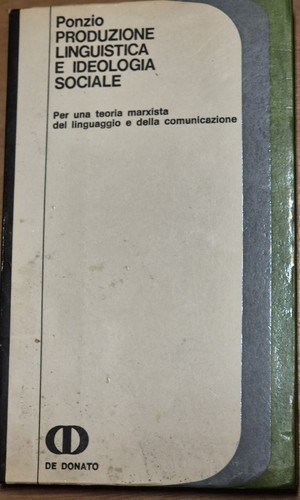 Ponzio
PRODUZIONE
LINGUISTICA
E IDEOLOGIA
SOCIALE
Per una teoria marxista
del linguaggio e della comunicazione
DE DONATO